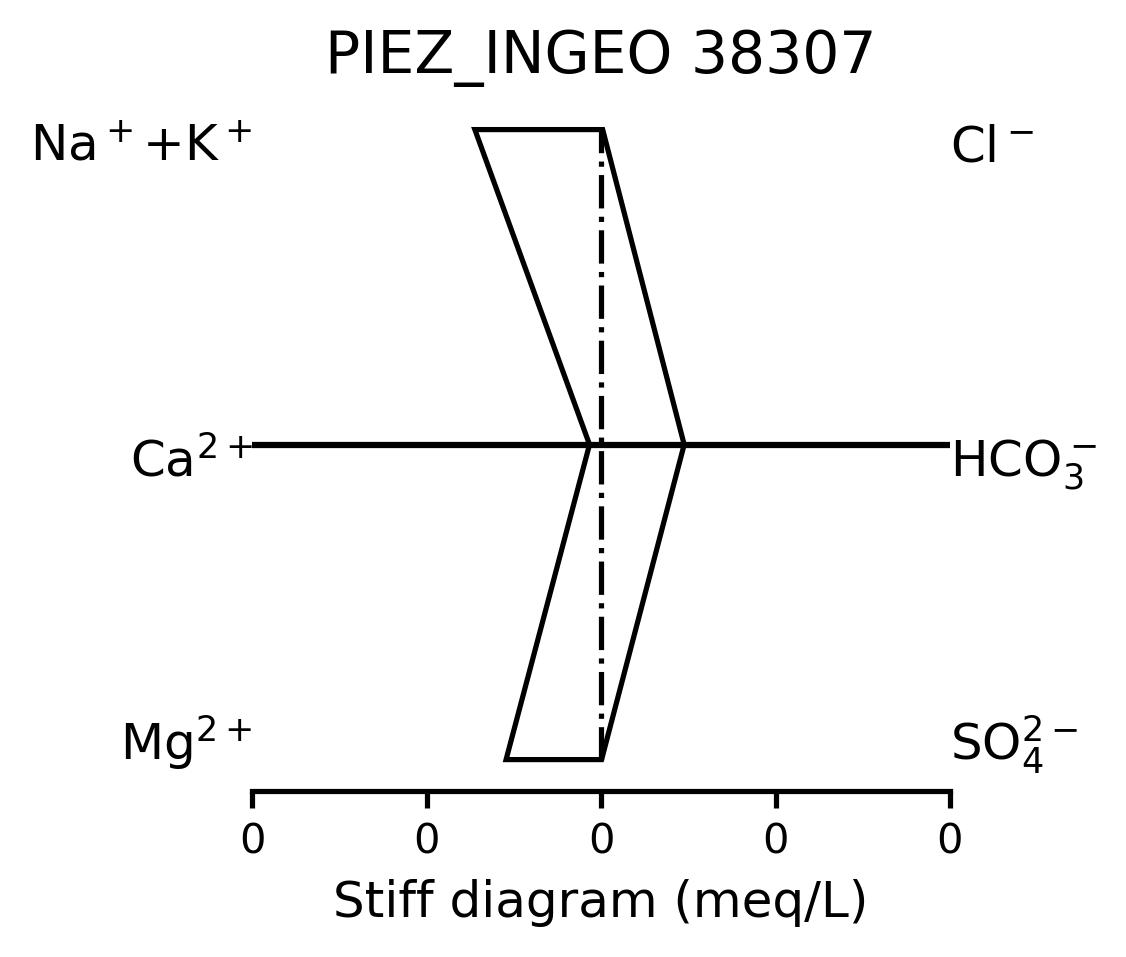 PIEZ_INGEO 38307
Na⁺+K⁺
Cl⁻
Ca²⁺
HCO₃⁻
Mg²⁺
SO₄²⁻
0 0 0 0 0
Stiff diagram (meq/L)